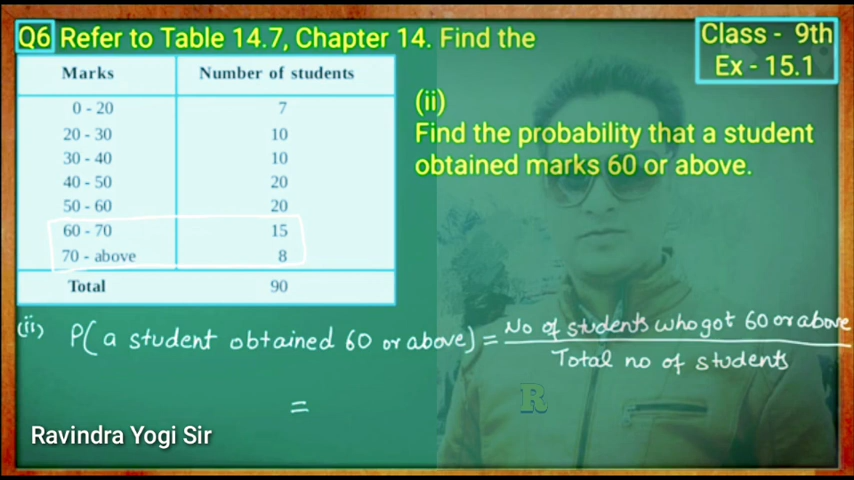 Q6 Refer to Table 14.7, Chapter 14. Find the
Class - 9th
Ex - 15.1
Marks Number of students
0 - 20 7
20 - 30 10
30 - 40 10
40 - 50 20
50 - 60 20
60 - 70 15
70 - above 8
Total 90
(ii)
Find the probability that a student
obtained marks 60 or above.
(ii) P( a student obtained 60 or above) = No of students who got 60 or above
Total no of students
=
R
Ravindra Yogi Sir